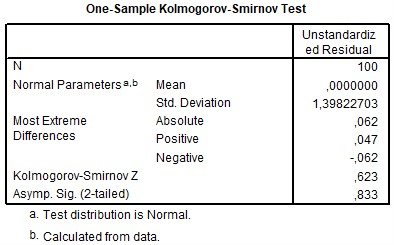 One-Sample Kolmogorov-Smirnov Test
Unstandardiz
ed Residual
N 100
Normal Parameters a,b Mean ,0000000
Std. Deviation 1,39822703
Most Extreme Differences Absolute ,062
Positive ,047
Negative -,062
Kolmogorov-Smirnov Z ,623
Asymp. Sig. (2-tailed) ,833
a. Test distribution is Normal.
b. Calculated from data.